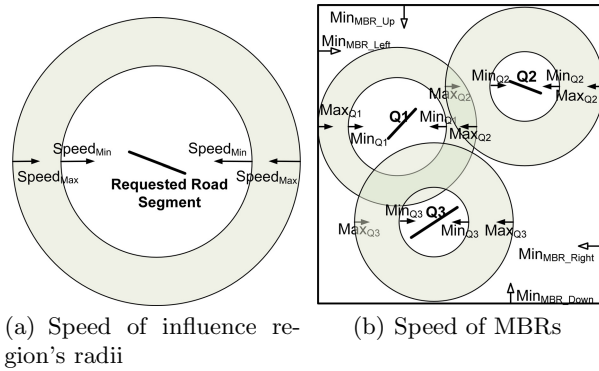 Speed_Min
Speed_Min
Speed_Max
Speed_Max
Requested Road
Segment
Min_MBR_Up
Min_MBR_Left
Min_Q2
Q2
Min_Q2
Max_Q2
Max_Q2
Max_Q1
Q1
Min_Q1
Min_Q1
Max_Q2
Min_Q3
Q3
Max_Q3
Min_Q3
Max_Q3
Min_MBR_Right
Min_MBR_Down
(a) Speed of influence re-
gion's radii
(b) Speed of MBRs